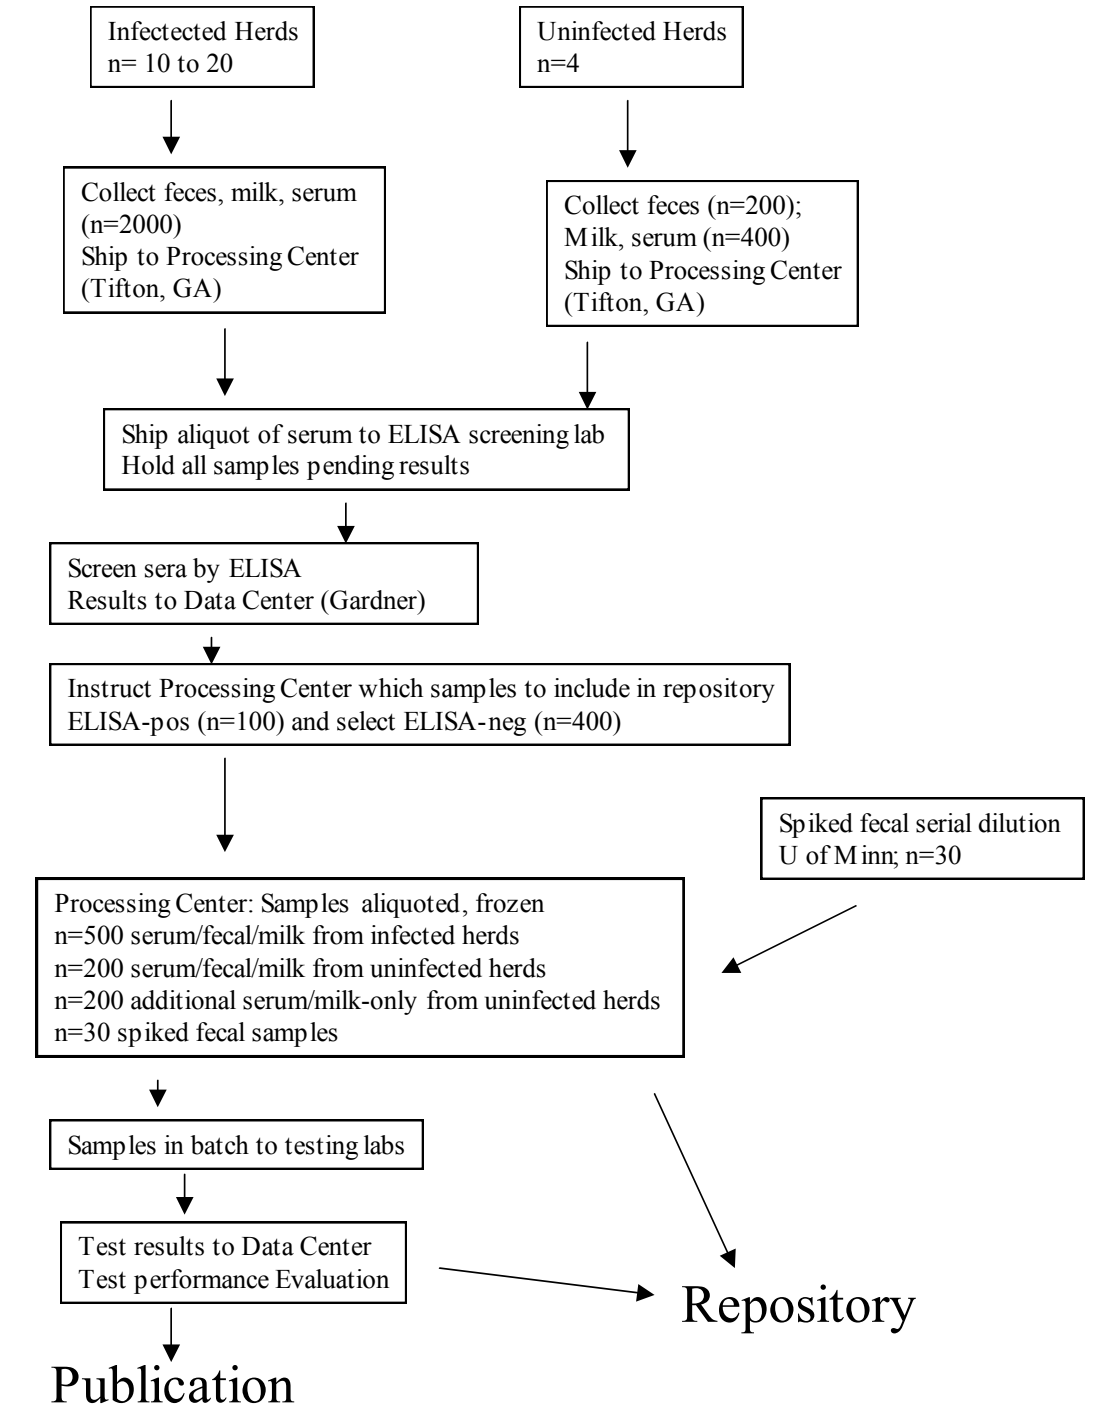 Infectected Herds
n= 10 to 20
Uninfected Herds
n=4
Collect feces, milk, serum
(n=2000)
Ship to Processing Center
(Tifton, GA)
Collect feces (n=200);
Milk, serum (n=400)
Ship to Processing Center
(Tifton, GA)
Ship aliquot of serum to ELISA screening lab
Hold all samples pending results
Screen sera by ELISA
Results to Data Center (Gardner)
Instruct Processing Center which samples to include in repository
ELISA-pos (n=100) and select ELISA-neg (n=400)
Spiked fecal serial dilution
U of Minn; n=30
Processing Center: Samples aliquoted, frozen
n=500 serum/fecal/milk from infected herds
n=200 serum/fecal/milk from uninfected herds
n=200 additional serum/milk-only from uninfected herds
n=30 spiked fecal samples
Samples in batch to testing labs
Test results to Data Center
Test performance Evaluation
Repository
Publication